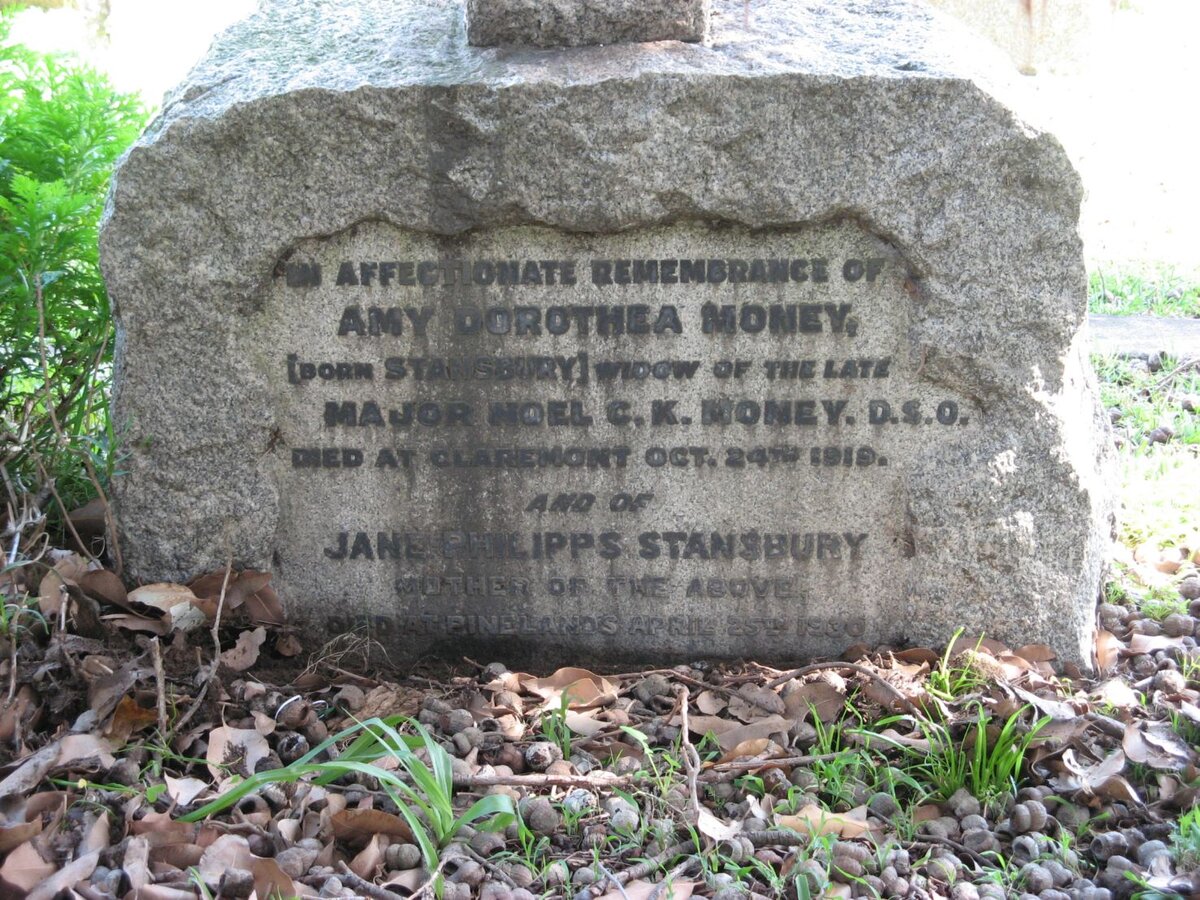 IN AFFECTIONATE REMEMBRANCE OF
AMY DOROTHEA MONEY,
[BORN STANSBURY] WIDOW OF THE LATE
MAJOR NOEL C. K. MONEY. D.S.O.
DIED AT CLAREMONT OCT. 24TH 1919.
AND OF
JANE PHILIPPS STANSBURY
MOTHER OF THE ABOVE.
DIED AT PINELANDS APRIL 25TH